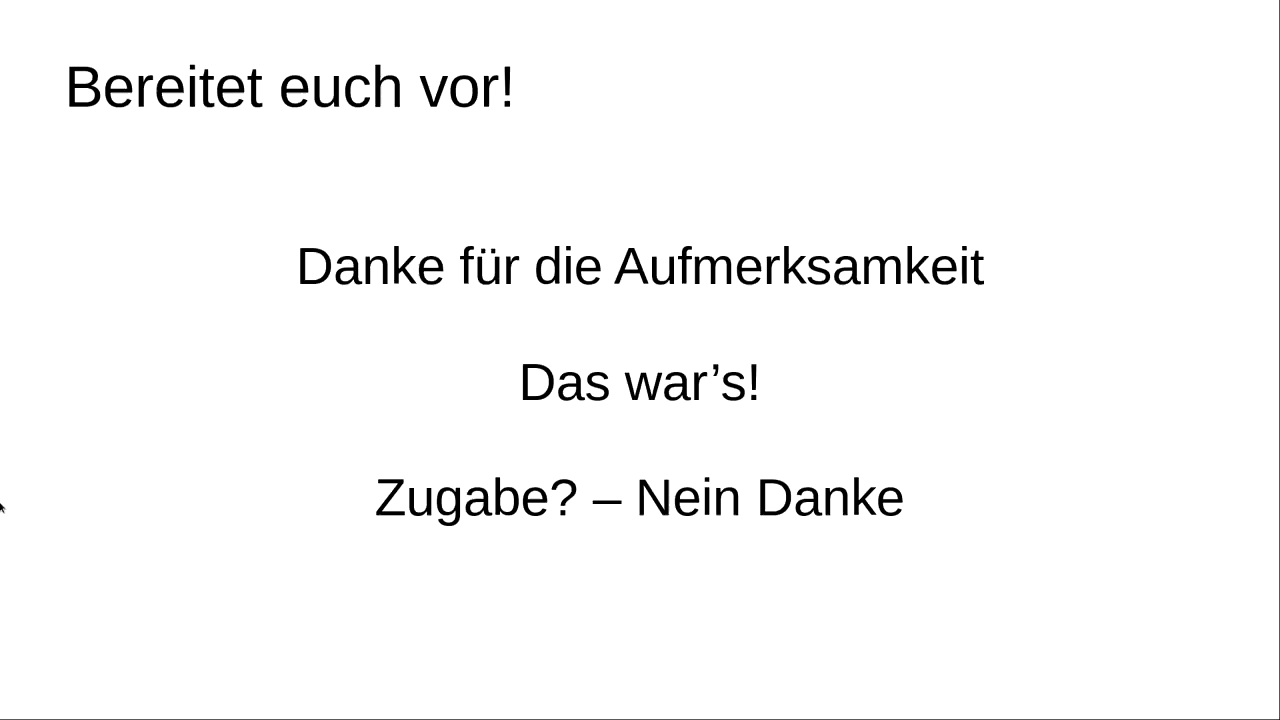 Bereitet euch vor!
Danke für die Aufmerksamkeit
Das war’s!
Zugabe? – Nein Danke